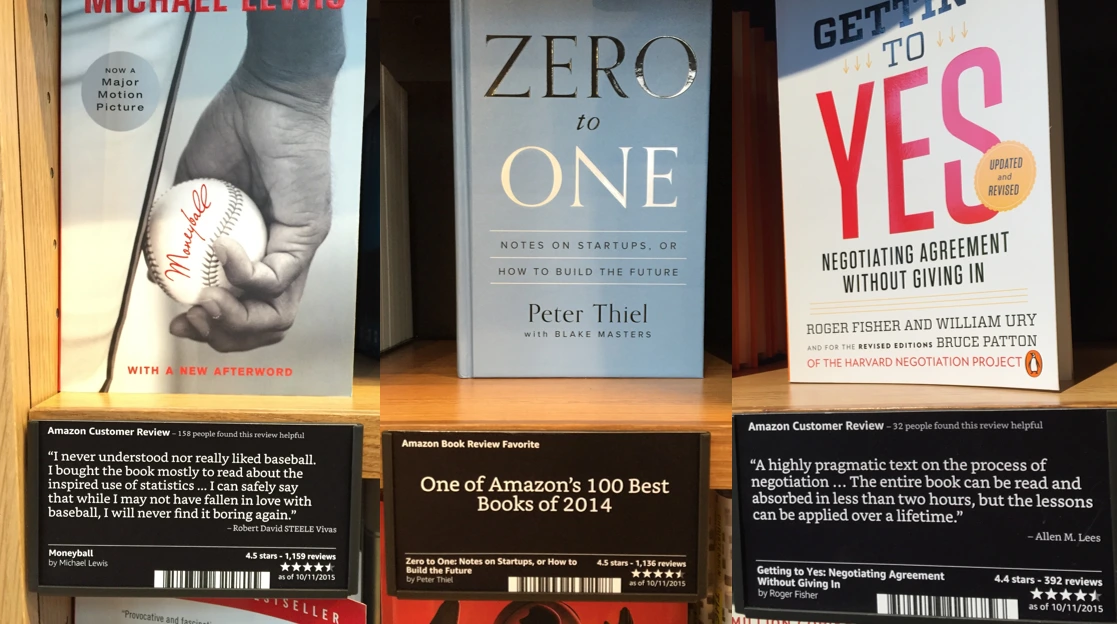 MICHAEL LEWIS
NOW A
Major
Motion
Picture
Moneyball
WITH A NEW AFTERWORD
Amazon Customer Review – 158 people found this review helpful
“I never understood nor really liked baseball.
I bought the book mostly to read about the
inspired use of statistics ... I can safely say
that while I may not have fallen in love with
baseball, I will never find it boring again.”
– Robert David STEELE Vivas
Moneyball
by Michael Lewis
4.5 stars - 1,159 reviews
as of 10/11/2015
“Provocative and
ZERO
to
ONE
NOTES ON STARTUPS, OR
HOW TO BUILD THE FUTURE
Peter Thiel
with BLAKE MASTERS
Amazon Book Review Favorite
One of Amazon’s 100 Best
Books of 2014
Zero to One: Notes on Startups, or How to
Build the Future
by Peter Thiel
4.5 stars - 1,136 reviews
as of 10/11/2015
GETTIN
TO
YES
UPDATED
and
REVISED
NEGOTIATING AGREEMENT
WITHOUT GIVING IN
ROGER FISHER AND WILLIAM URY
AND FOR THE REVISED EDITIONS BRUCE PATTON
OF THE HARVARD NEGOTIATION PROJECT
Amazon Customer Review – 32 people found this review helpful
“A highly pragmatic text on the process of
negotiation ... The entire book can be read and
absorbed in less than two hours, but the lessons
can be applied over a lifetime.”
– Allen M. Lees
Getting to Yes: Negotiating Agreement
Without Giving In
by Roger Fisher
4.4 stars - 392 reviews
as of 10/11/2015